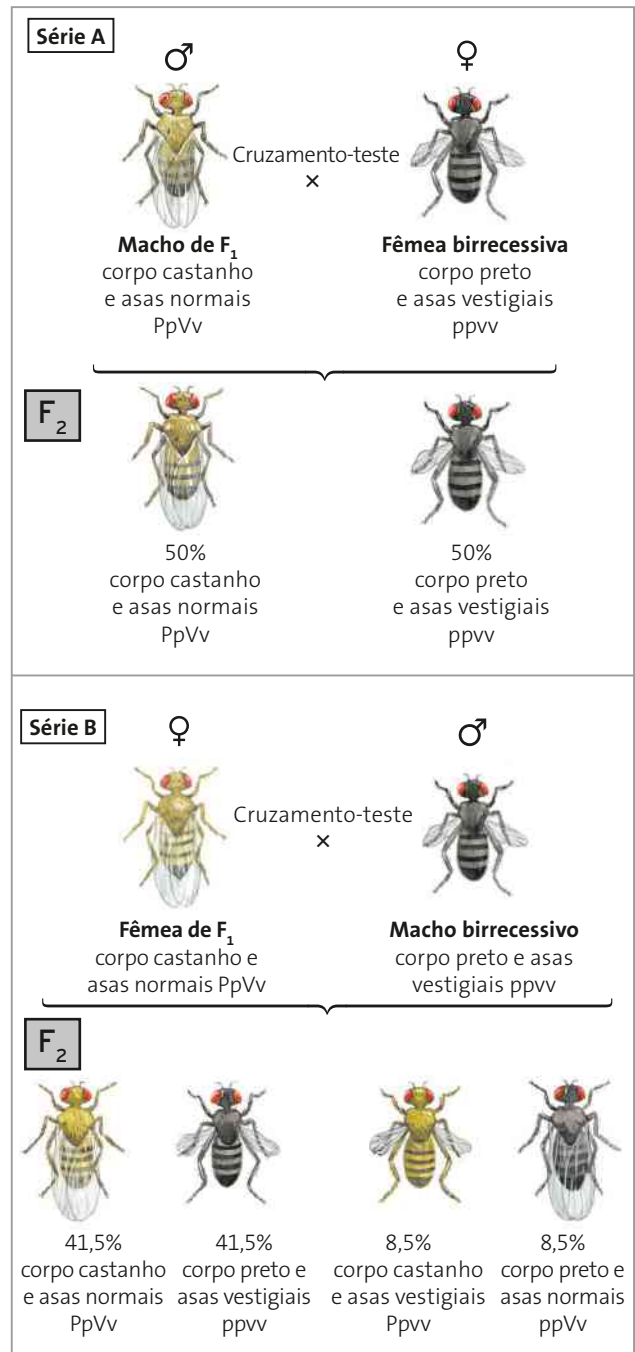 Série A
♂ ♀
Cruzamento-teste
×
Macho de F₁
corpo castanho
e asas normais
PpVv
Fêmea birrecessiva
corpo preto
e asas vestigiais
ppvv
F₂
50%
corpo castanho
e asas normais
PpVv
50%
corpo preto
e asas vestigiais
ppvv
Série B
♀ ♂
Cruzamento-teste
×
Fêmea de F₁
corpo castanho e
asas normais PpVv
Macho birrecessivo
corpo preto e asas
vestigiais ppvv
F₂
41,5%
corpo castanho
e asas normais
PpVv
41,5%
corpo preto e
asas vestigiais
ppvv
8,5%
corpo castanho
e asas vestigiais
Ppvv
8,5%
corpo preto e
asas normais
ppVv